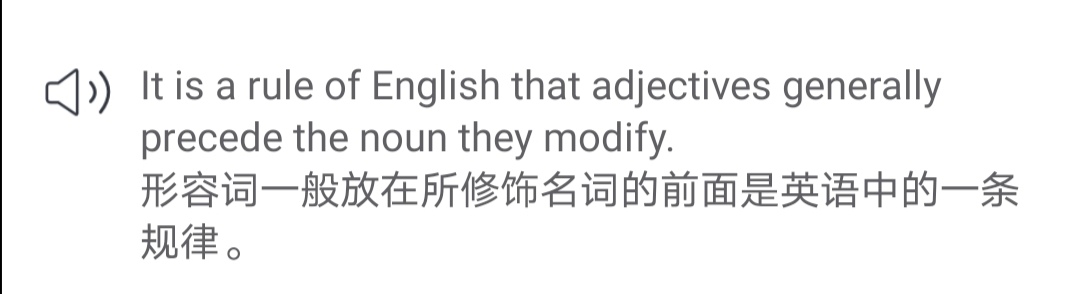 It is a rule of English that adjectives generally
precede the noun they modify.
形容词一般放在所修饰名词的前面是英语中的一条
规律。